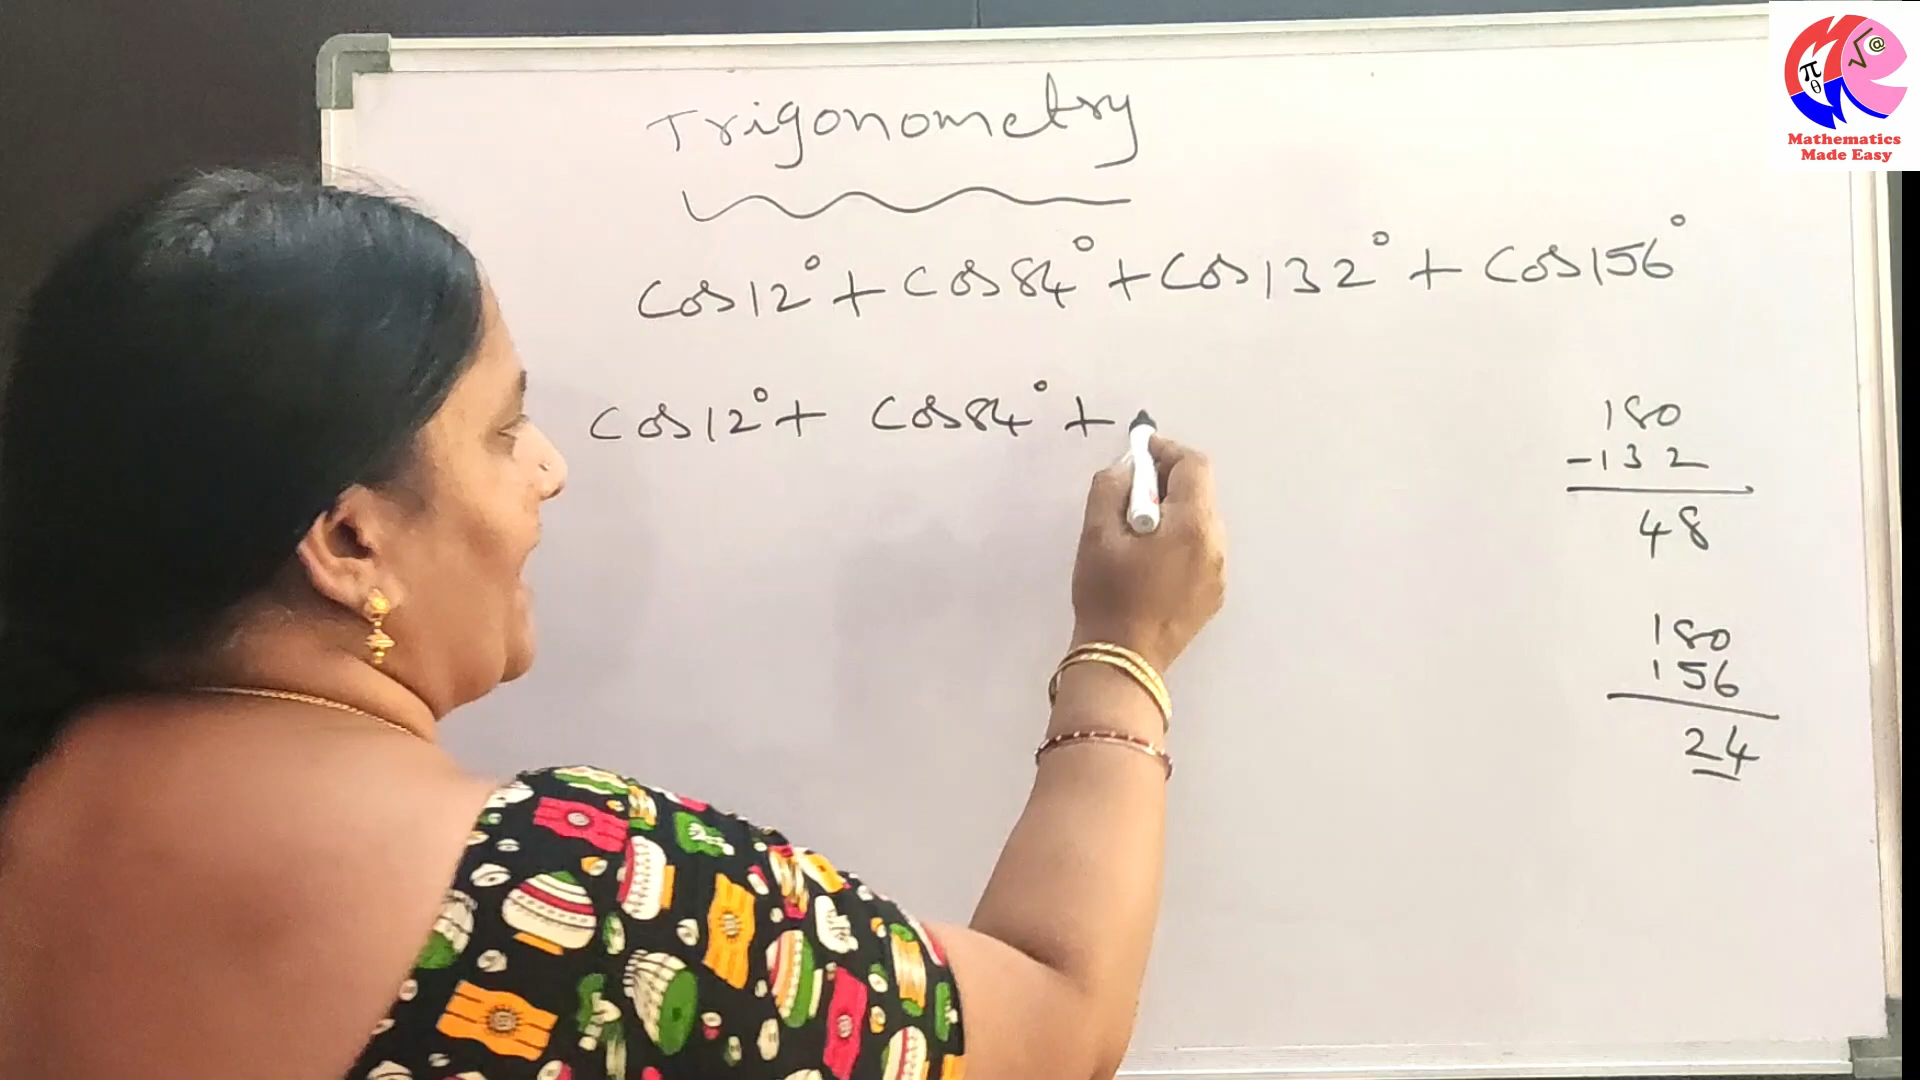 Trigonometry
cos12° + cos84° + cos132° + cos156°
cos12° + cos84° +
180
-132
48
180
156
24
π
θ
√@
Mathematics
Made Easy